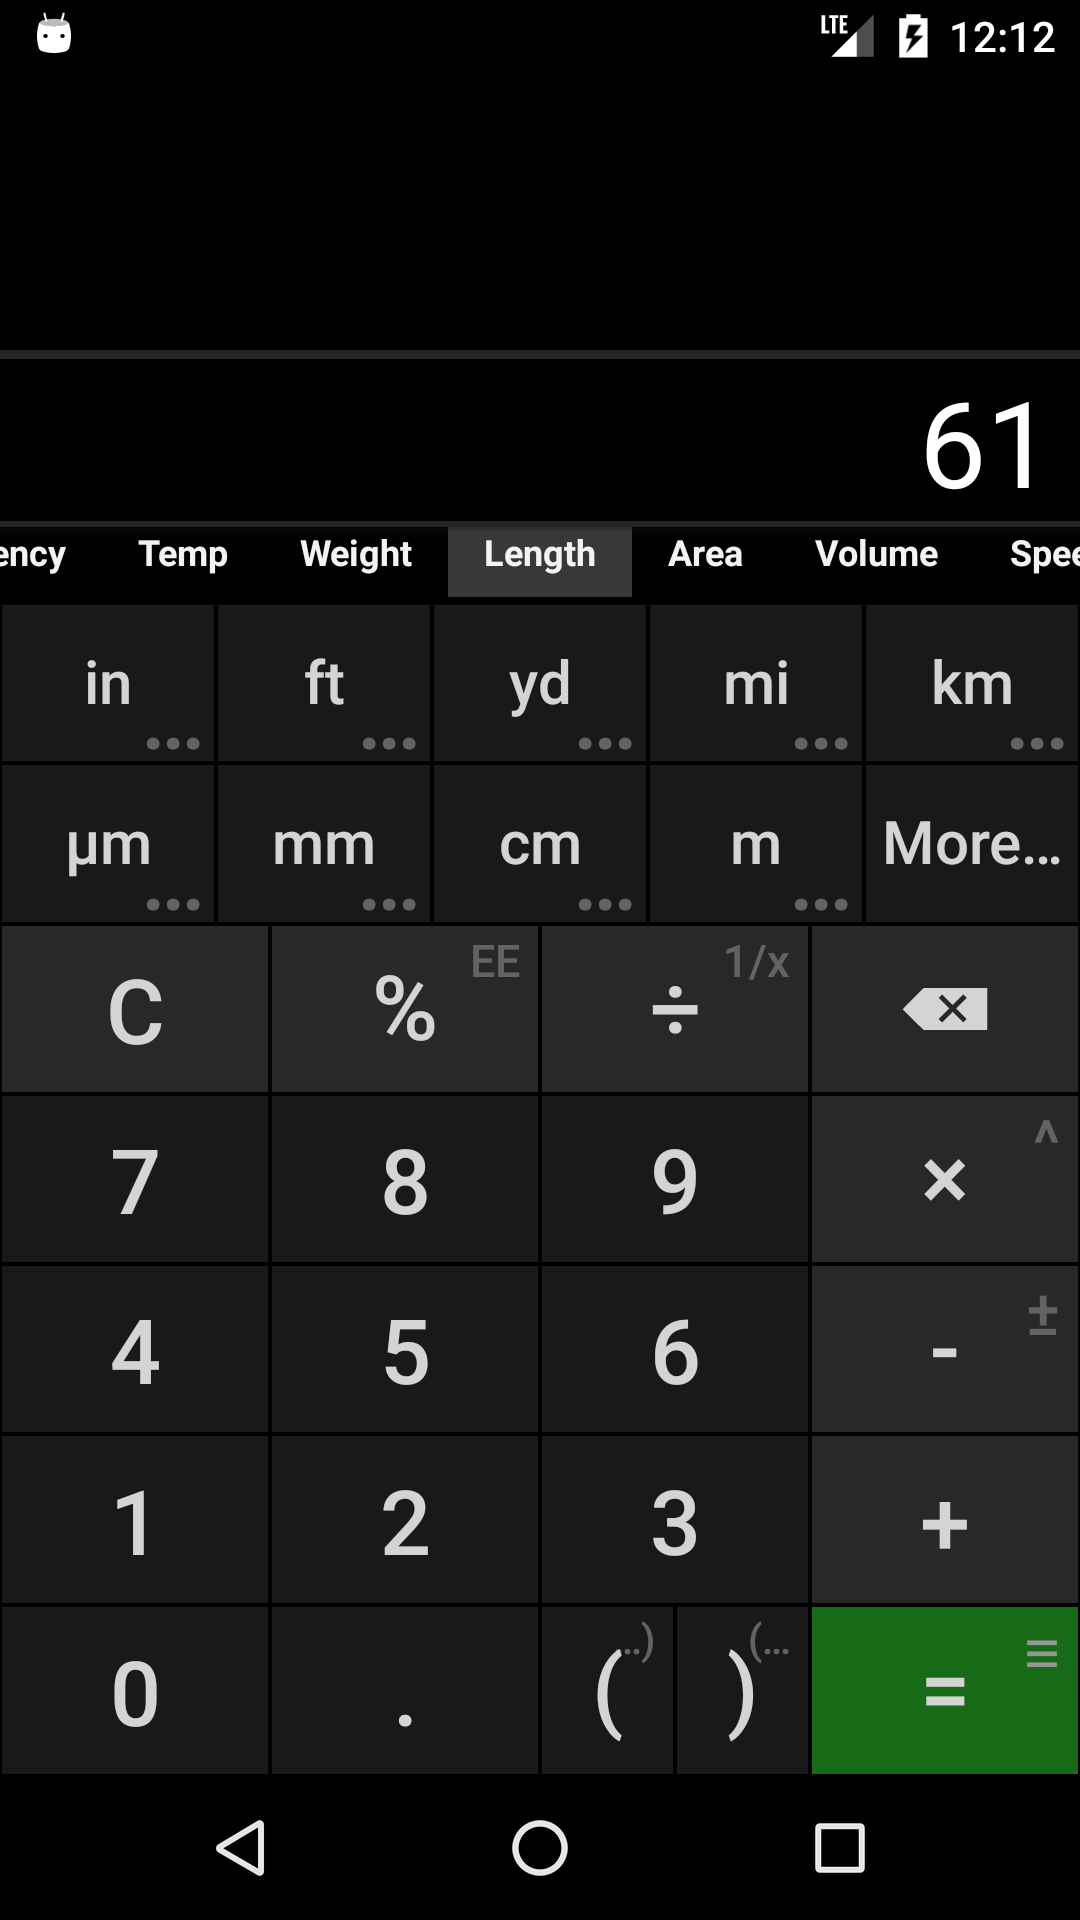 LTE 12:12
61
ency Temp Weight Length Area Volume Spee
in ft yd mi km
µm mm cm m More...
C % EE ÷ 1/x
7 8 9 × ^
4 5 6 - ±
1 2 3 +
0 . ( ..) ) (... =